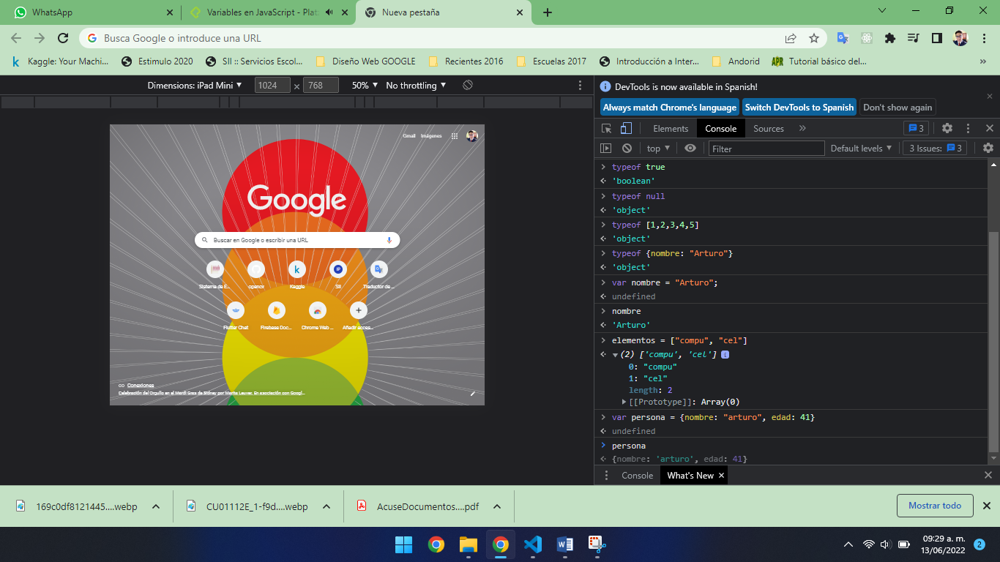 WhatsApp
Variables en JavaScript - Platz
Nueva pestaña
Busca Google o introduce una URL
Kaggle: Your Machi...
Estimulo 2020
SII :: Servicios Escol...
Diseño Web GOOGLE
Recientes 2016
Escuelas 2017
Introducción a Inter...
Andorid
APR
Tutorial básico del...
»
Dimensions: iPad Mini ▼ 1024 × 768 50% ▼ No throttling ▼
Gmail Imágenes
Google
Buscar en Google o escribir una URL
Sistema de E...
opencv
Kaggle
SII
Traductor de ...
Flutter Chat
Firebase Doc...
Chrome Web ...
Añadir acces...
Conexiones
Celebración del Orgullo en el Mardi Gras de Sídney por Merita Leuver. En asociación con Googl...
DevTools is now available in Spanish!
Always match Chrome's language
Switch DevTools to Spanish
Don't show again
Elements Console Sources » 3
top ▼ Filter Default levels ▼ 3 Issues: 3
typeof true
'boolean'
typeof null
'object'
typeof [1,2,3,4,5]
'object'
typeof {nombre: "Arturo"}
'object'
var nombre = "Arturo";
undefined
nombre
'Arturo'
elementos = ["compu", "cel"]
(2) ['compu', 'cel'] i
0: "compu"
1: "cel"
length: 2
[[Prototype]]: Array(0)
var persona = {nombre: "arturo", edad: 41}
undefined
persona
{nombre: 'arturo', edad: 41}
Console What's New
169c0df8121445....webp
CU01112E_1-f9d....webp
AcuseDocumentos....pdf
Mostrar todo
09:29 a. m.
13/06/2022
2